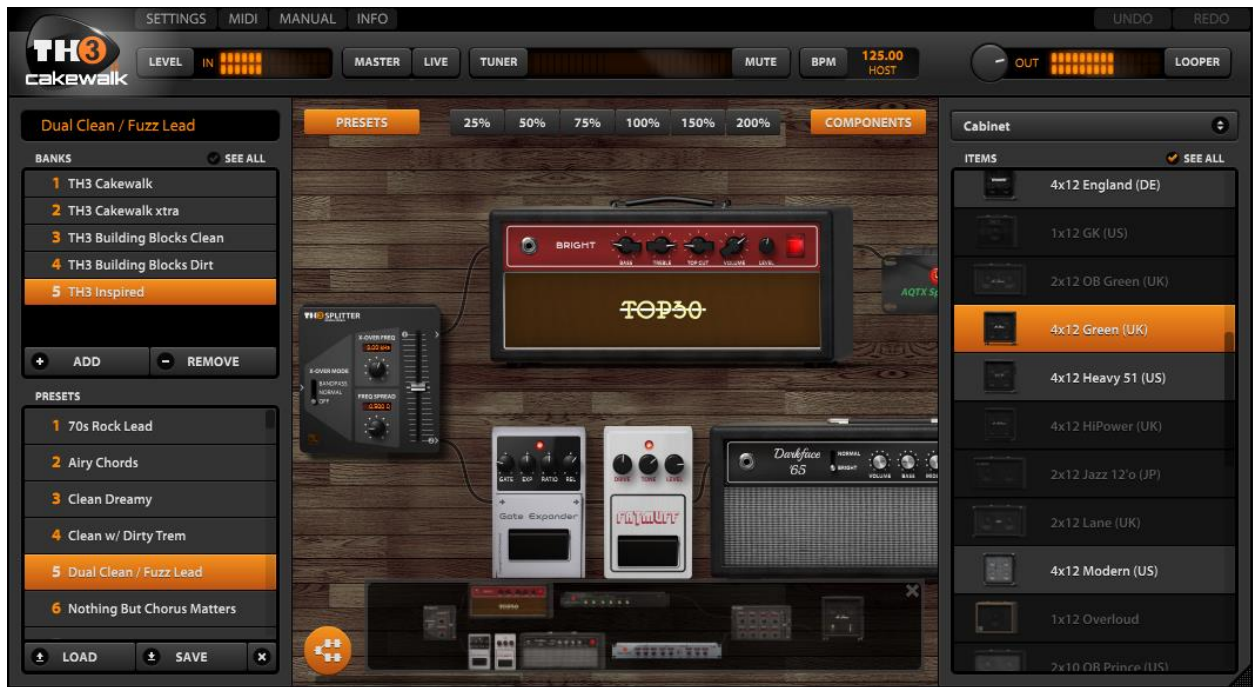 SETTINGS MIDI MANUAL INFO UNDO REDO
TH3
cakewalk
LEVEL IN MASTER LIVE TUNER MUTE BPM 125.00 HOST OUT LOOPER
Dual Clean / Fuzz Lead
BANKS SEE ALL
1 TH3 Cakewalk
2 TH3 Cakewalk xtra
3 TH3 Building Blocks Clean
4 TH3 Building Blocks Dirt
5 TH3 Inspired
ADD REMOVE
PRESETS
1 70s Rock Lead
2 Airy Chords
3 Clean Dreamy
4 Clean w/ Dirty Trem
5 Dual Clean / Fuzz Lead
6 Nothing But Chorus Matters
LOAD SAVE
PRESETS 25% 50% 75% 100% 150% 200% COMPONENTS
BRIGHT
BASS TREBLE TOP CUT VOLUME LEVEL
TOP30
AQTX Sp
TH3 SPLITTER
X-OVER FREQ
X-OVER MODE
BANDPASS
NORMAL
OFF
FREQ SPREAD
GATE EXP RATIO REL
Gate Expander
DRIVE TONE LEVEL
FATMUFF
Darkface
'65
NORMAL
BRIGHT
VOLUME BASS
TOP30
Cabinet
ITEMS SEE ALL
4x12 England (DE)
1x12 GK (US)
2x12 OB Green (UK)
4x12 Green (UK)
4x12 Heavy 51 (US)
4x12 HiPower (UK)
2x12 Jazz 12'o (JP)
2x12 Lane (UK)
4x12 Modern (US)
1x12 Overloud
2x10 OB Prince (US)